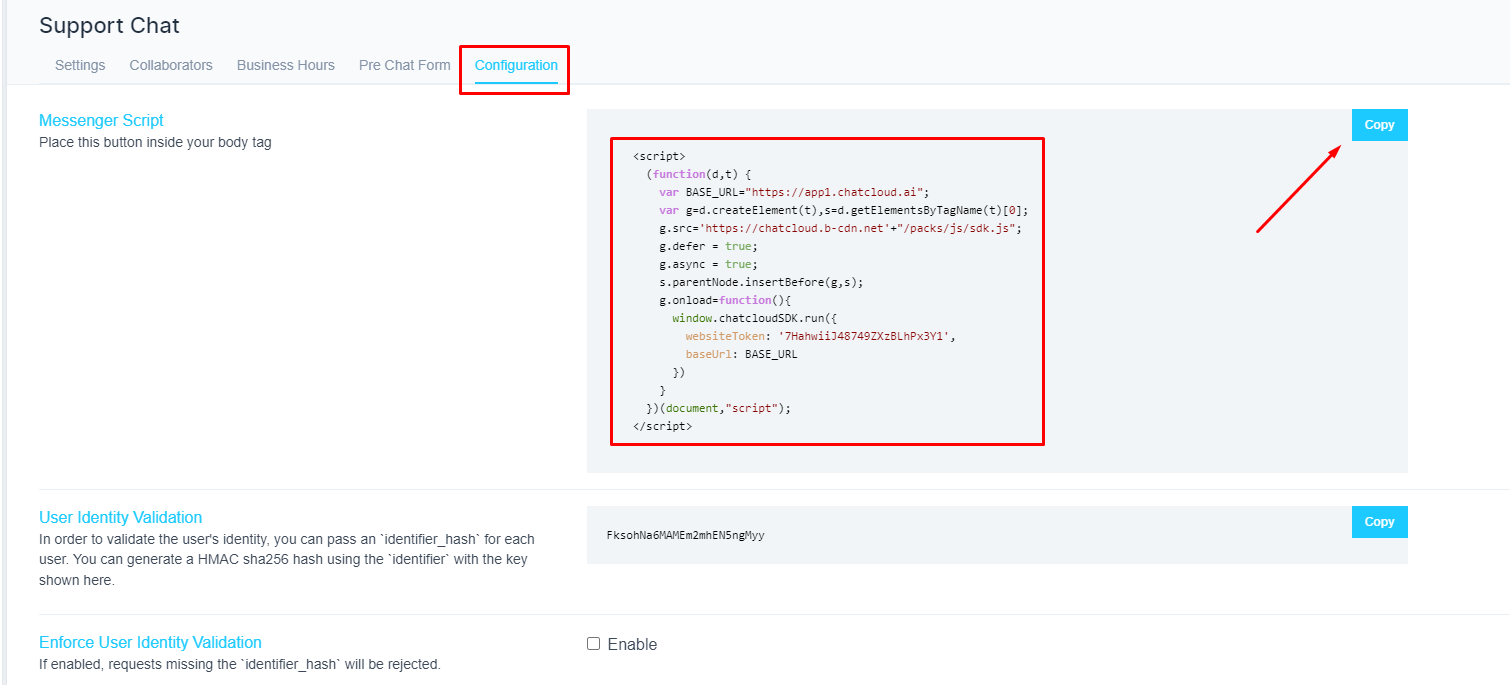 Support Chat
Settings Collaborators Business Hours Pre Chat Form Configuration
Messenger Script
Place this button inside your body tag
Copy
<script>
(function(d,t) {
var BASE_URL="https://app1.chatcloud.ai";
var g=d.createElement(t),s=d.getElementsByTagName(t)[0];
g.src='https://chatcloud.b-cdn.net'+"/packs/js/sdk.js";
g.defer = true;
g.async = true;
s.parentNode.insertBefore(g,s);
g.onload=function(){
window.chatcloudSDK.run({
websiteToken: '7HahwiiJ48749ZXzBLhPx3Y1',
baseUrl: BASE_URL
})
}
})(document,"script");
</script>
User Identity Validation
In order to validate the user's identity, you can pass an `identifier_hash` for each
user. You can generate a HMAC sha256 hash using the `identifier` with the key
shown here.
FksohNa6MAMEm2mhEN5ngMyy
Copy
Enforce User Identity Validation
If enabled, requests missing the `identifier_hash` will be rejected.
Enable